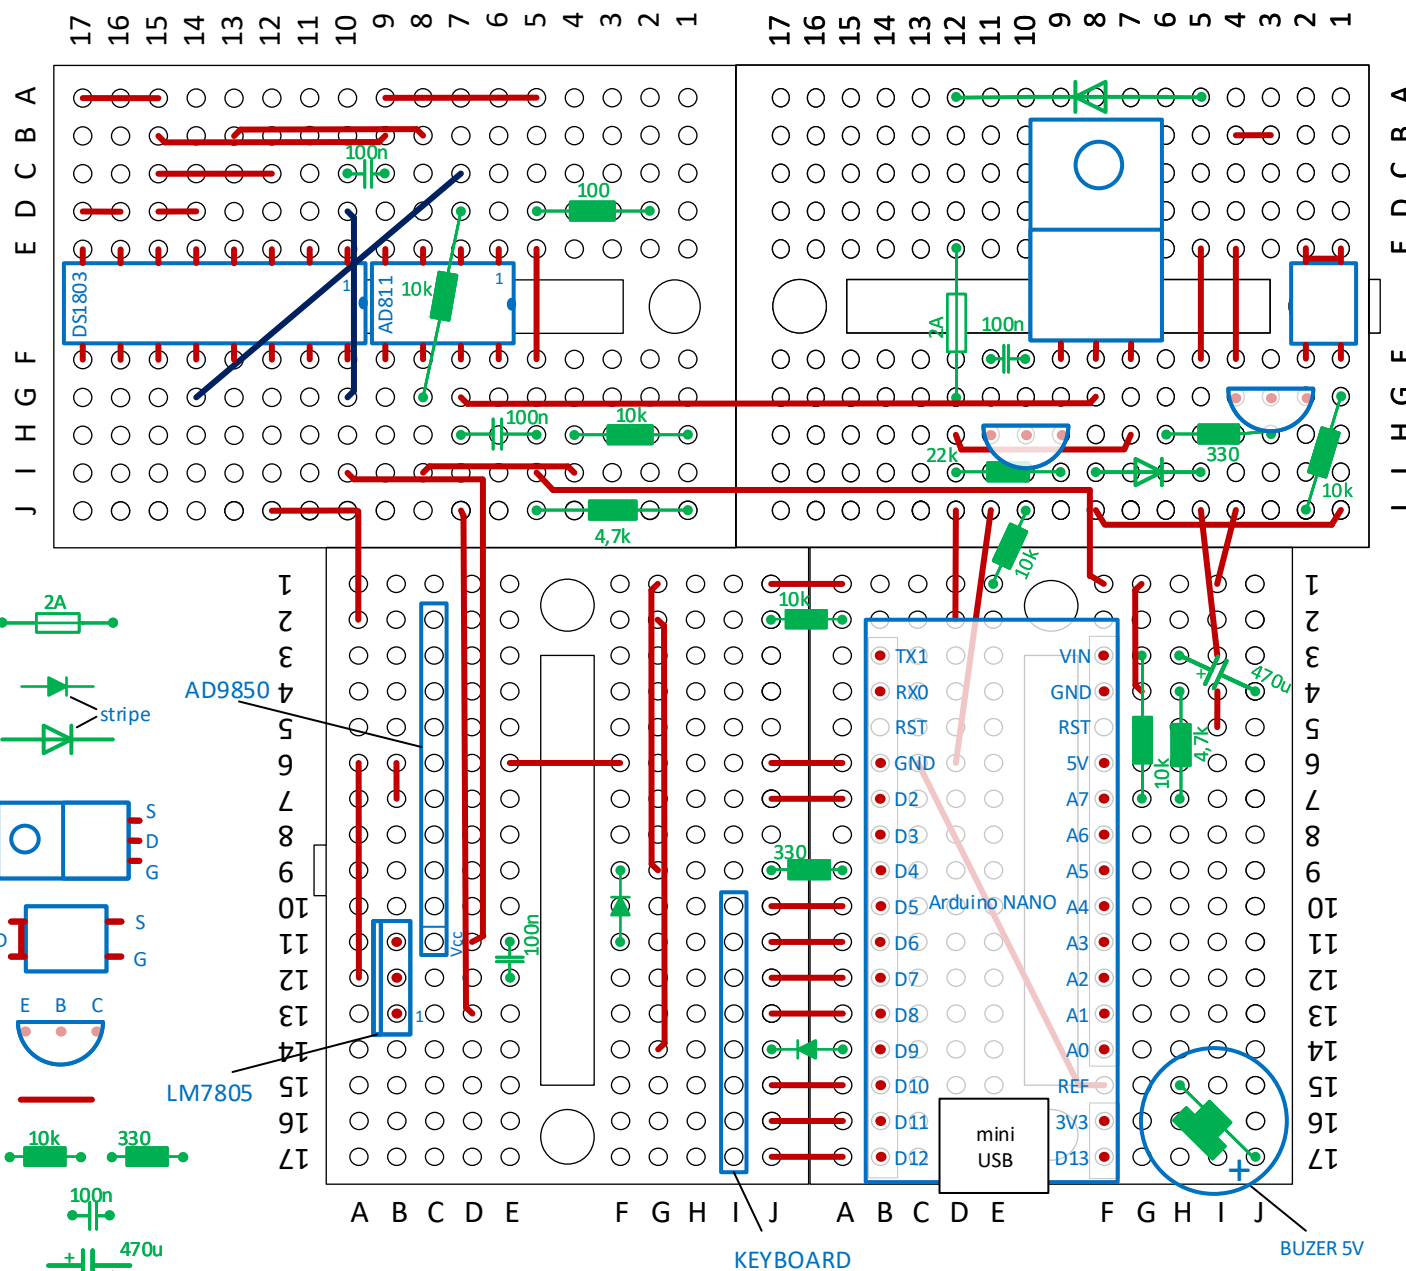 17 16 15 14 13 12 11 10 9 8 7 6 5 4 3 2 1 17 16 15 14 13 12 11 10 9 8 7 6 5 4 3 2 1
A A
B B
100n
C C
D 100 D
E E
DS1803 1 AD811 10k 1 2A 100n
F F
G G
H 100n 10k 22k 330 H
I 10k I
J 4,7k J
10k
1 1
2A 10k
2 2
3 TX1 VIN 3
AD9850 4 RX0 GND + 470u 4
stripe 5 RST RST 5
6 GND 5V 4,7k 6
7 D2 A7 10k 7
S 8 D3 A6 8
D 330
G 9 D4 A5 9
10 D5 Arduino NANO A4 10
S 11 Vcc 100n D6 A3 11
D G 12 D7 A2 12
E B C 13 1 D8 A1 13
14 D9 A0 14
LM7805 15 D10 REF 15
16 D11 mini 3V3 16
10k 330 17 D12 USB D13 + 17
100n A B C D E F G H I J A B C D E F G H I J
+ 470u KEYBOARD BUZER 5V